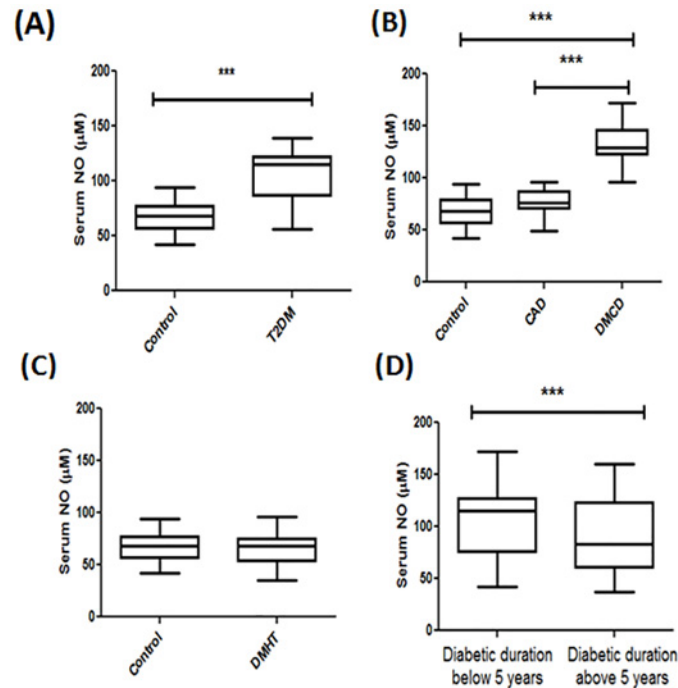 (A)
***
Serum NO (μM)
200
150
100
50
0
Control
T2DM
(B)
***
***
Serum NO (μM)
200
150
100
50
0
Control
CAD
DMCD
(C)
Serum NO (μM)
200
150
100
50
0
Control
DMHT
(D)
***
Serum NO (μM)
200
150
100
50
0
Diabetic duration
below 5 years
Diabetic duration
above 5 years